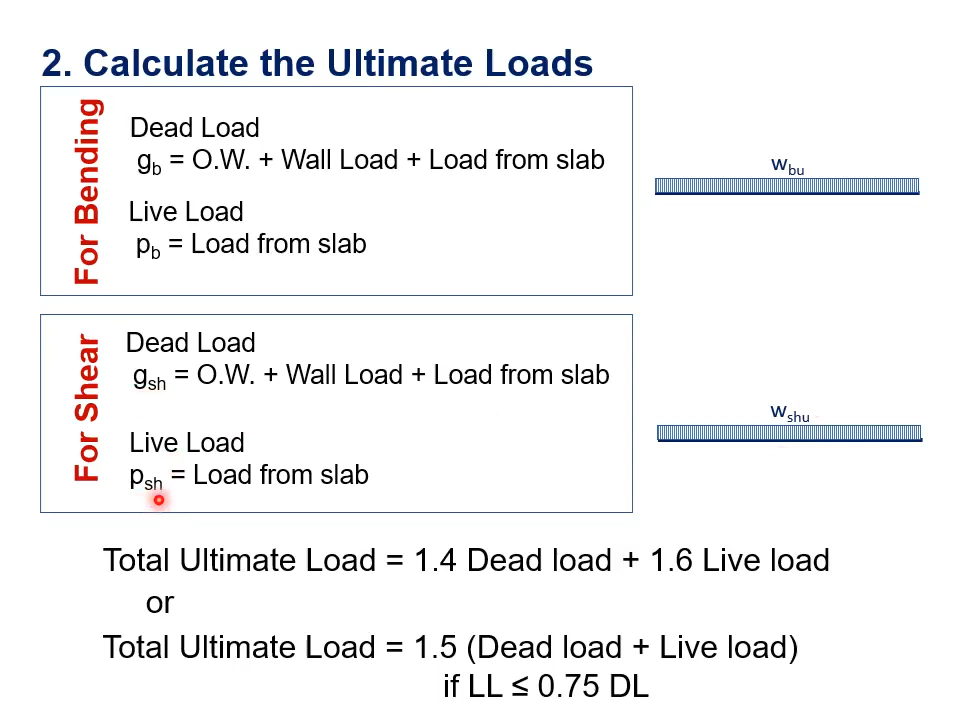 2. Calculate the Ultimate Loads
For Bending
Dead Load
g_b = O.W. + Wall Load + Load from slab
Live Load
p_b = Load from slab
w_bu
For Shear
Dead Load
g_sh = O.W. + Wall Load + Load from slab
Live Load
p_sh = Load from slab
w_shu
Total Ultimate Load = 1.4 Dead load + 1.6 Live load
or
Total Ultimate Load = 1.5 (Dead load + Live load)
if LL ≤ 0.75 DL